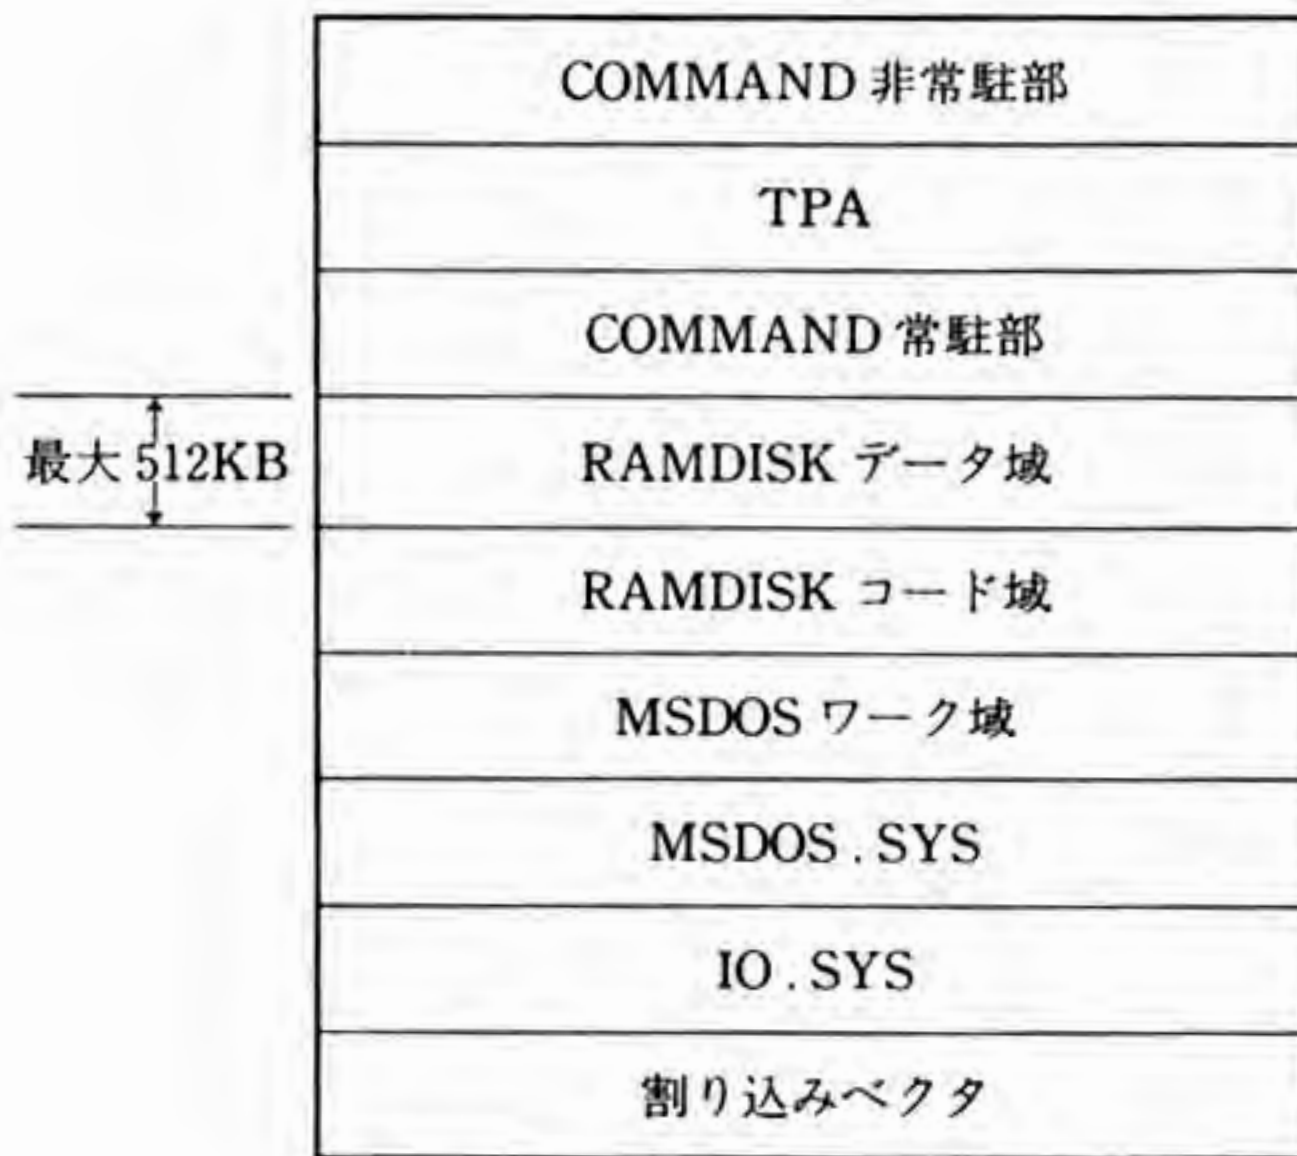 COMMAND 非常駐部
TPA
COMMAND 常駐部
最大 512KB
RAMDISK データ域
RAMDISK コード域
MSDOS ワーク域
MSDOS . SYS
IO . SYS
割り込みベクタ